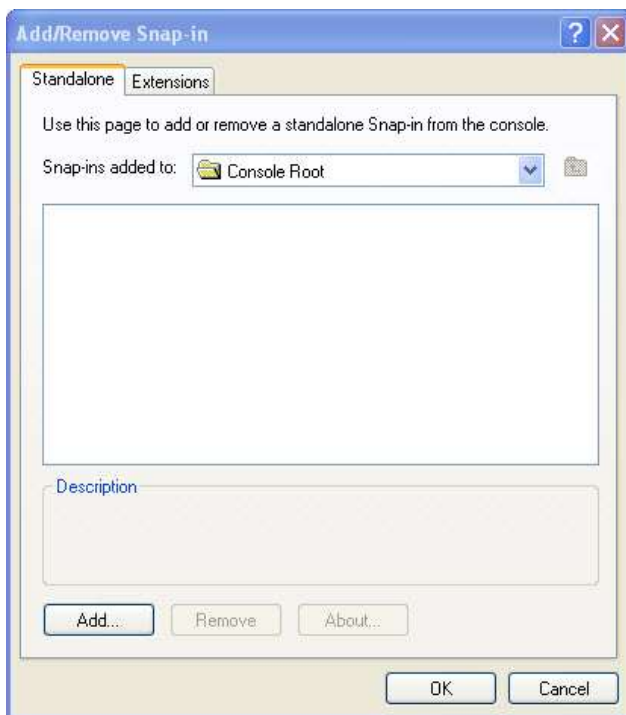 Add/Remove Snap-in
Standalone Extensions
Use this page to add or remove a standalone Snap-in from the console.
Snap-ins added to: Console Root
Description
Add... Remove About...
OK Cancel